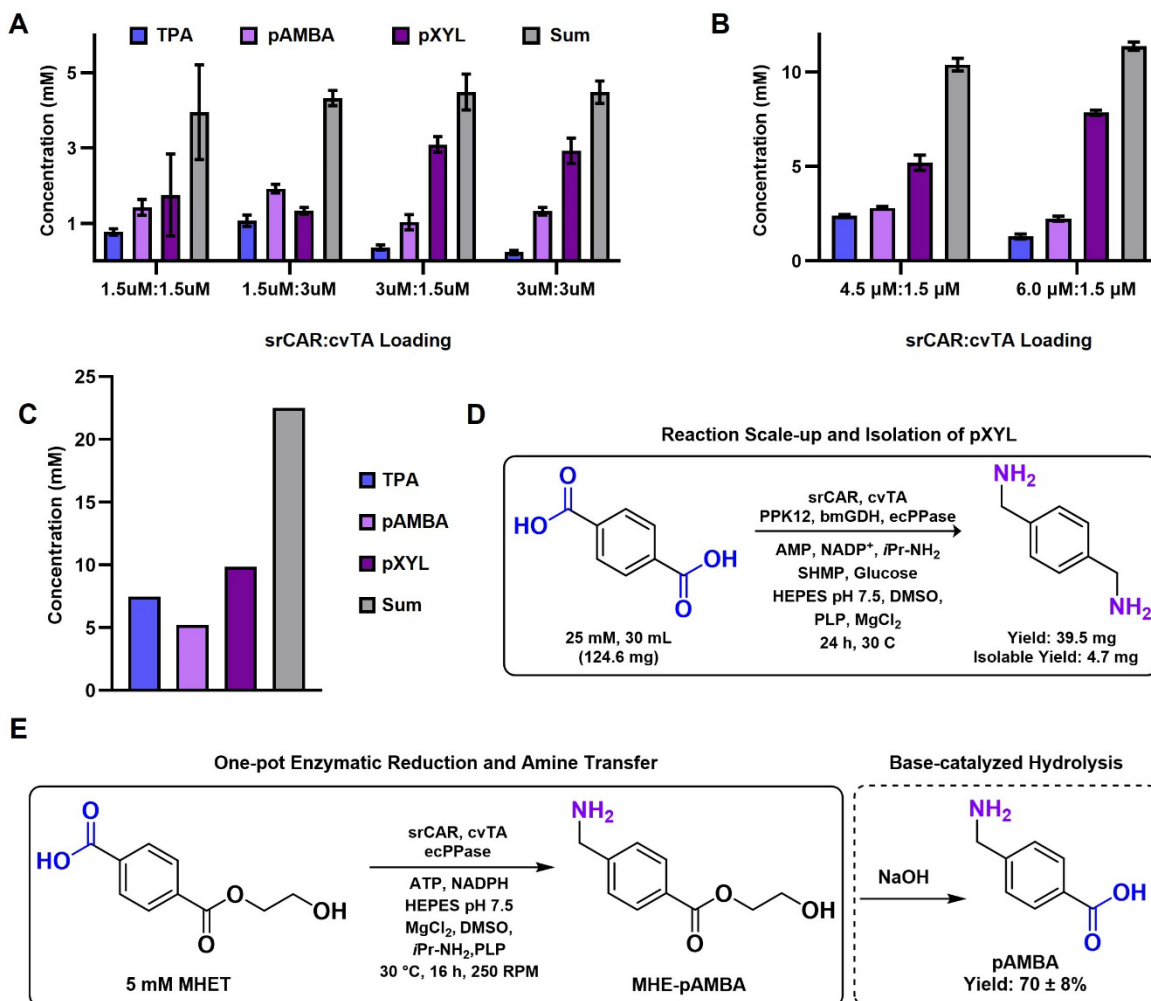 A
TPA
pAMBA
pXYL
Sum
Concentration (mM)
5
3
1
1.5uM:1.5uM
1.5uM:3uM
3uM:1.5uM
3uM:3uM
srCAR:cvTA Loading
B
Concentration (mM)
10
5
0
4.5 µM:1.5 µM
6.0 µM:1.5 µM
srCAR:cvTA Loading
C
Concentration (mM)
25
20
15
10
5
0
TPA
pAMBA
pXYL
Sum
D
Reaction Scale-up and Isolation of pXYL
O
HO
OH
O
25 mM, 30 mL
(124.6 mg)
srCAR, cvTA
PPK12, bmGDH, ecPPase
AMP, NADP⁺, iPr-NH₂
SHMP, Glucose
HEPES pH 7.5, DMSO,
PLP, MgCl₂
24 h, 30 C
NH₂
NH₂
Yield: 39.5 mg
Isolable Yield: 4.7 mg
E
One-pot Enzymatic Reduction and Amine Transfer
O
HO
O
OH
O
5 mM MHET
srCAR, cvTA
ecPPase
ATP, NADPH
HEPES pH 7.5
MgCl₂, DMSO,
iPr-NH₂,PLP
30 °C, 16 h, 250 RPM
NH₂
O
OH
O
MHE-pAMBA
Base-catalyzed Hydrolysis
NaOH
NH₂
OH
O
pAMBA
Yield: 70 ± 8%